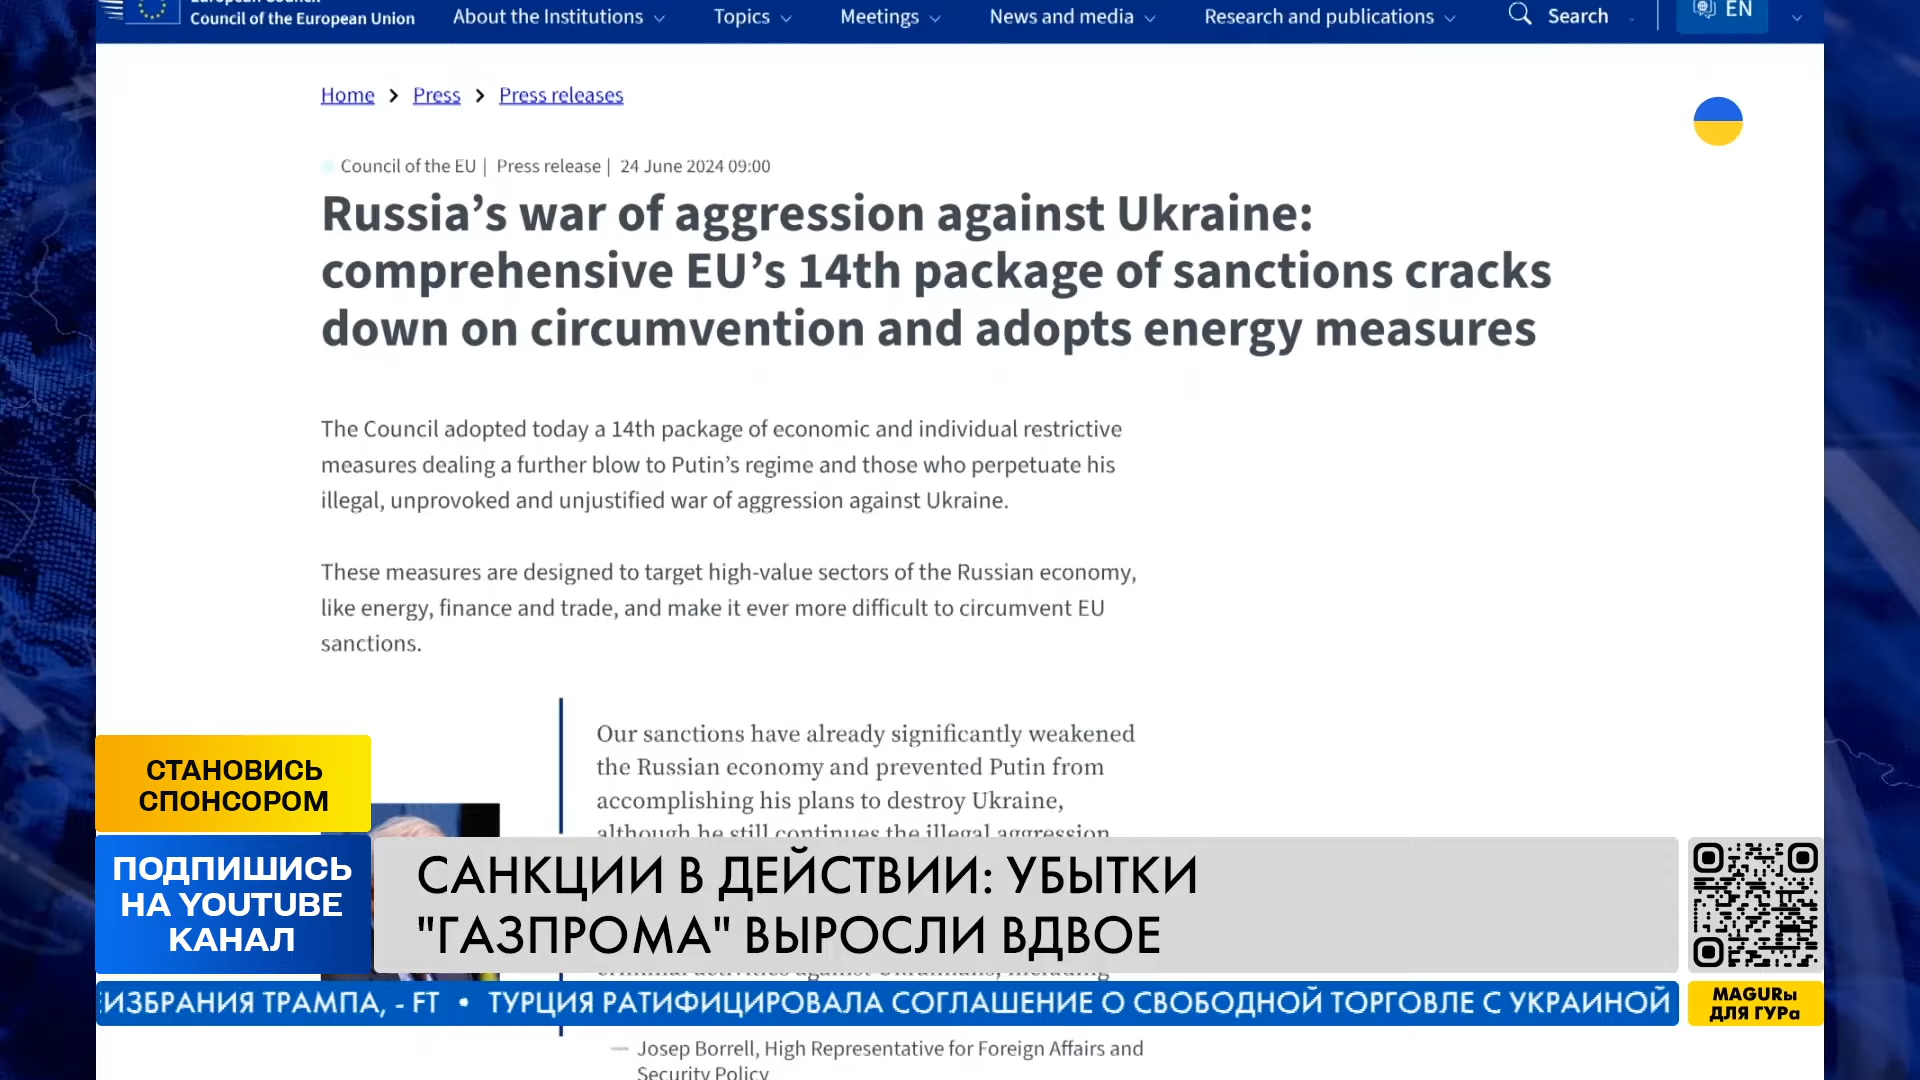 Council of the European Union
About the Institutions
Topics
Meetings
News and media
Research and publications
Search
EN
Home > Press > Press releases
Council of the EU | Press release | 24 June 2024 09:00
Russia’s war of aggression against Ukraine:
comprehensive EU’s 14th package of sanctions cracks
down on circumvention and adopts energy measures
The Council adopted today a 14th package of economic and individual restrictive
measures dealing a further blow to Putin’s regime and those who perpetuate his
illegal, unprovoked and unjustified war of aggression against Ukraine.
These measures are designed to target high-value sectors of the Russian economy,
like energy, finance and trade, and make it ever more difficult to circumvent EU
sanctions.
Our sanctions have already significantly weakened
the Russian economy and prevented Putin from
accomplishing his plans to destroy Ukraine,
although he still continues the illegal aggression
СТАНОВИСЬ
СПОНСОРОМ
ПОДПИШИСЬ
НА YOUTUBE
КАНАЛ
САНКЦИИ В ДЕЙСТВИИ: УБЫТКИ
"ГАЗПРОМА" ВЫРОСЛИ ВДВОЕ
ИЗБРАНИЯ ТРАМПА, - FT • ТУРЦИЯ РАТИФИЦИРОВАЛА СОГЛАШЕНИЕ О СВОБОДНОЙ ТОРГОВЛЕ С УКРАИНОЙ
MAGURы
ДЛЯ ГУРа
— Josep Borrell, High Representative for Foreign Affairs and
Security Policy